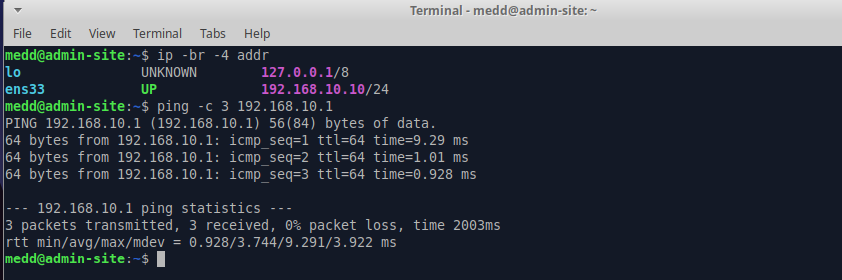 Terminal - medd@admin-site: ~
File Edit View Terminal Tabs Help
medd@admin-site:~$ ip -br -4 addr
lo UNKNOWN 127.0.0.1/8
ens33 UP 192.168.10.10/24
medd@admin-site:~$ ping -c 3 192.168.10.1
PING 192.168.10.1 (192.168.10.1) 56(84) bytes of data.
64 bytes from 192.168.10.1: icmp_seq=1 ttl=64 time=9.29 ms
64 bytes from 192.168.10.1: icmp_seq=2 ttl=64 time=1.01 ms
64 bytes from 192.168.10.1: icmp_seq=3 ttl=64 time=0.928 ms

--- 192.168.10.1 ping statistics ---
3 packets transmitted, 3 received, 0% packet loss, time 2003ms
rtt min/avg/max/mdev = 0.928/3.744/9.291/3.922 ms
medd@admin-site:~$